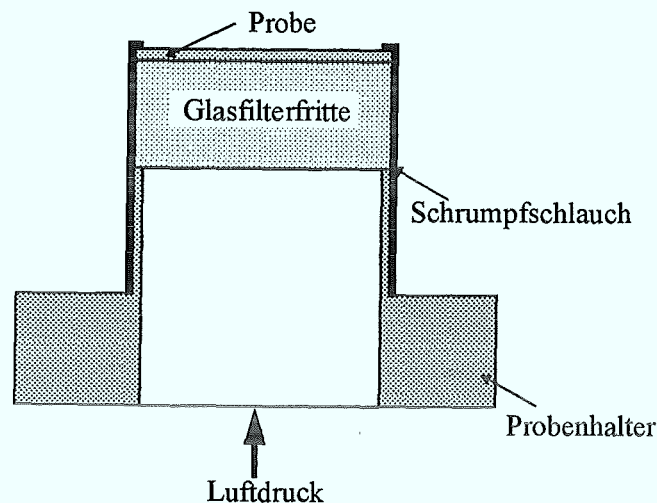 Probe
Glasfilterfritte
Schrumpfschlauch
Probenhalter
Luftdruck